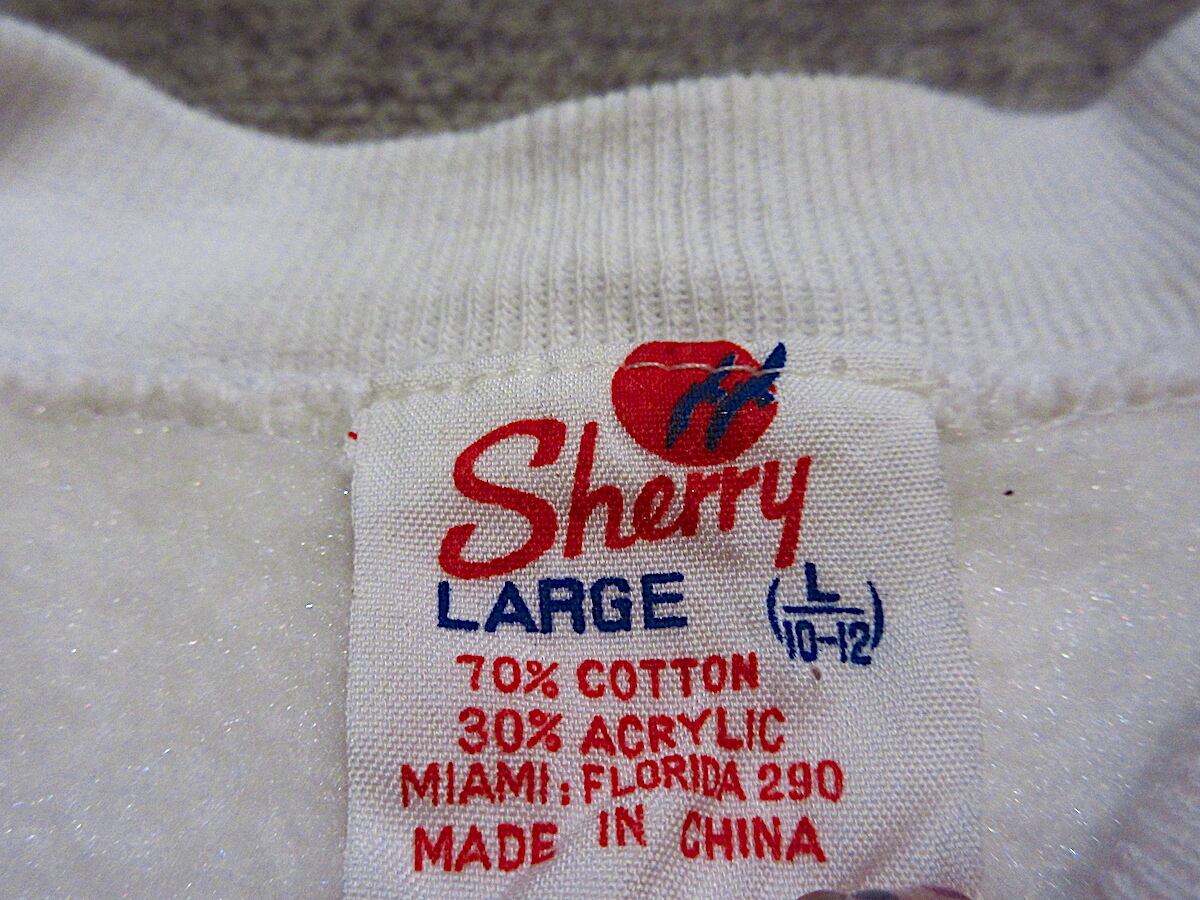 Sherry
LARGE (L/10-12)
70% COTTON
30% ACRYLIC
MIAMI: FLORIDA 290
MADE IN CHINA